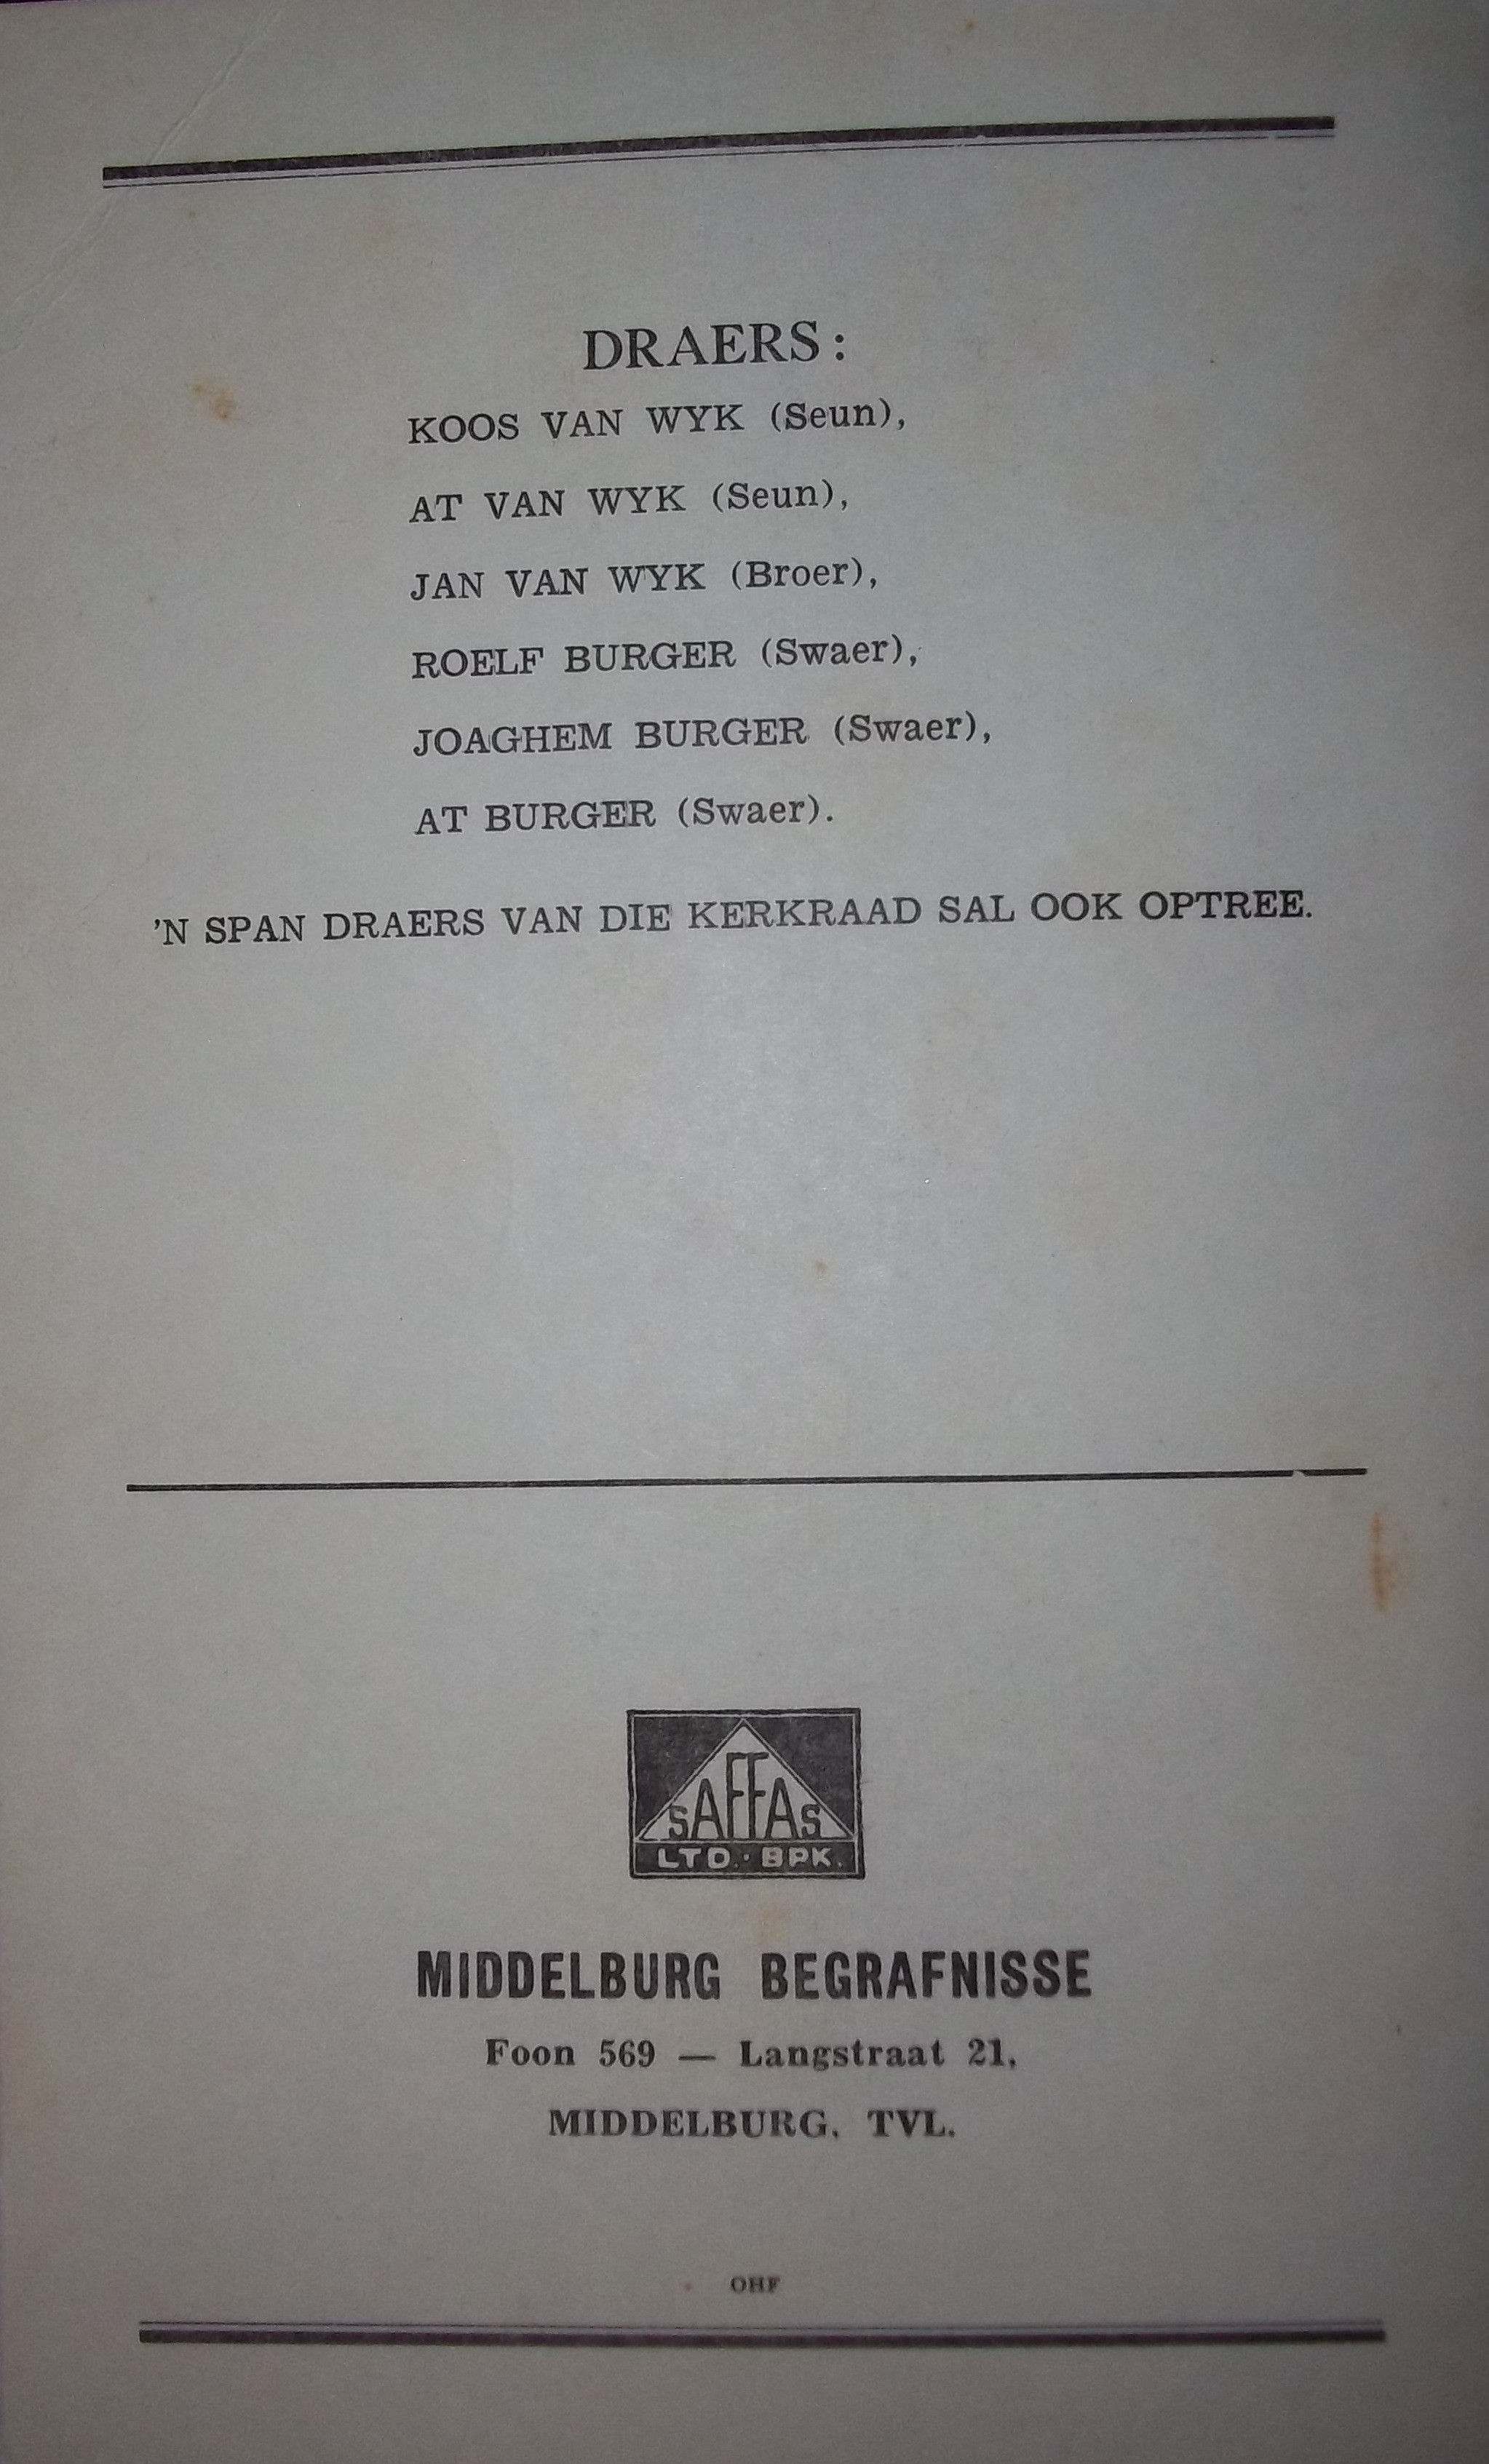 DRAERS:
KOOS VAN WYK (Seun),
AT VAN WYK (Seun),
JAN VAN WYK (Broer),
ROELF BURGER (Swaer),
JOAGHEM BURGER (Swaer),
AT BURGER (Swaer).
'N SPAN DRAERS VAN DIE KERKRAAD SAL OOK OPTREE.
SAFFAS
LTD. · BPK.
MIDDELBURG BEGRAFNISSE
Foon 569 — Langstraat 21,
MIDDELBURG, TVL.
OHF